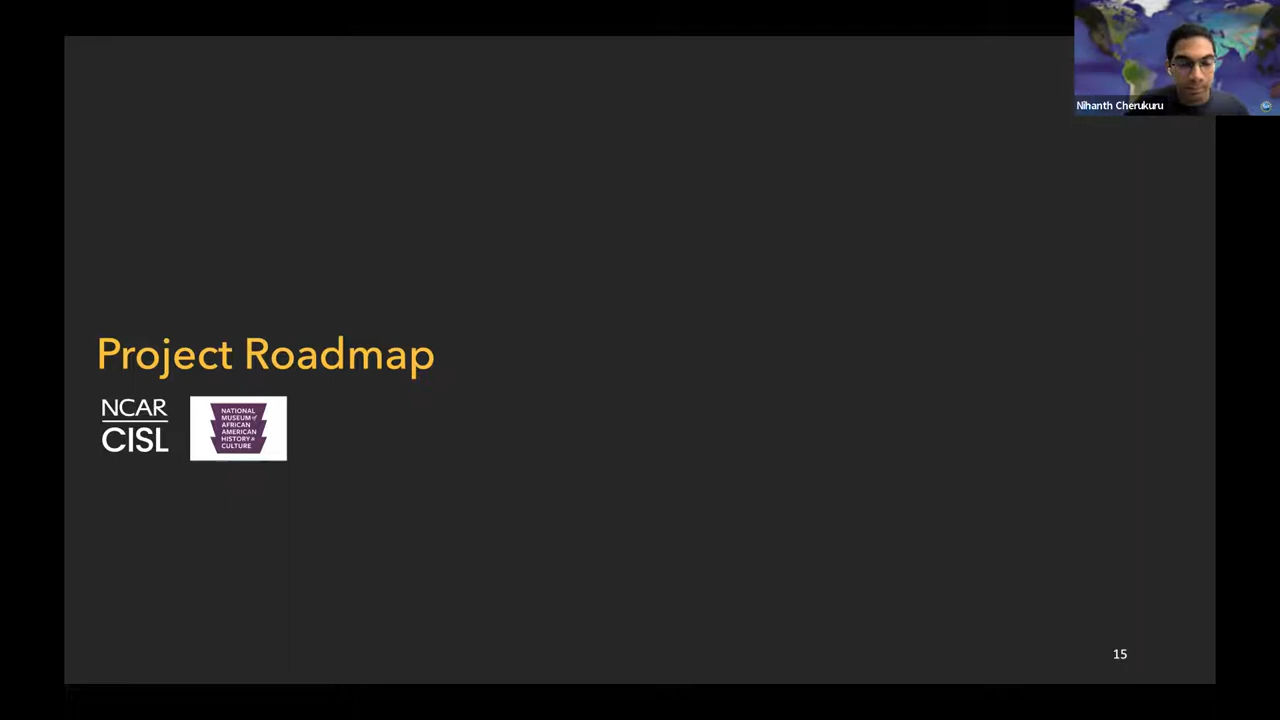 Nihanth Cherukuru
Project Roadmap
NCAR
CISL
NATIONAL
MUSEUM of
AFRICAN
AMERICAN
HISTORY &
CULTURE
15